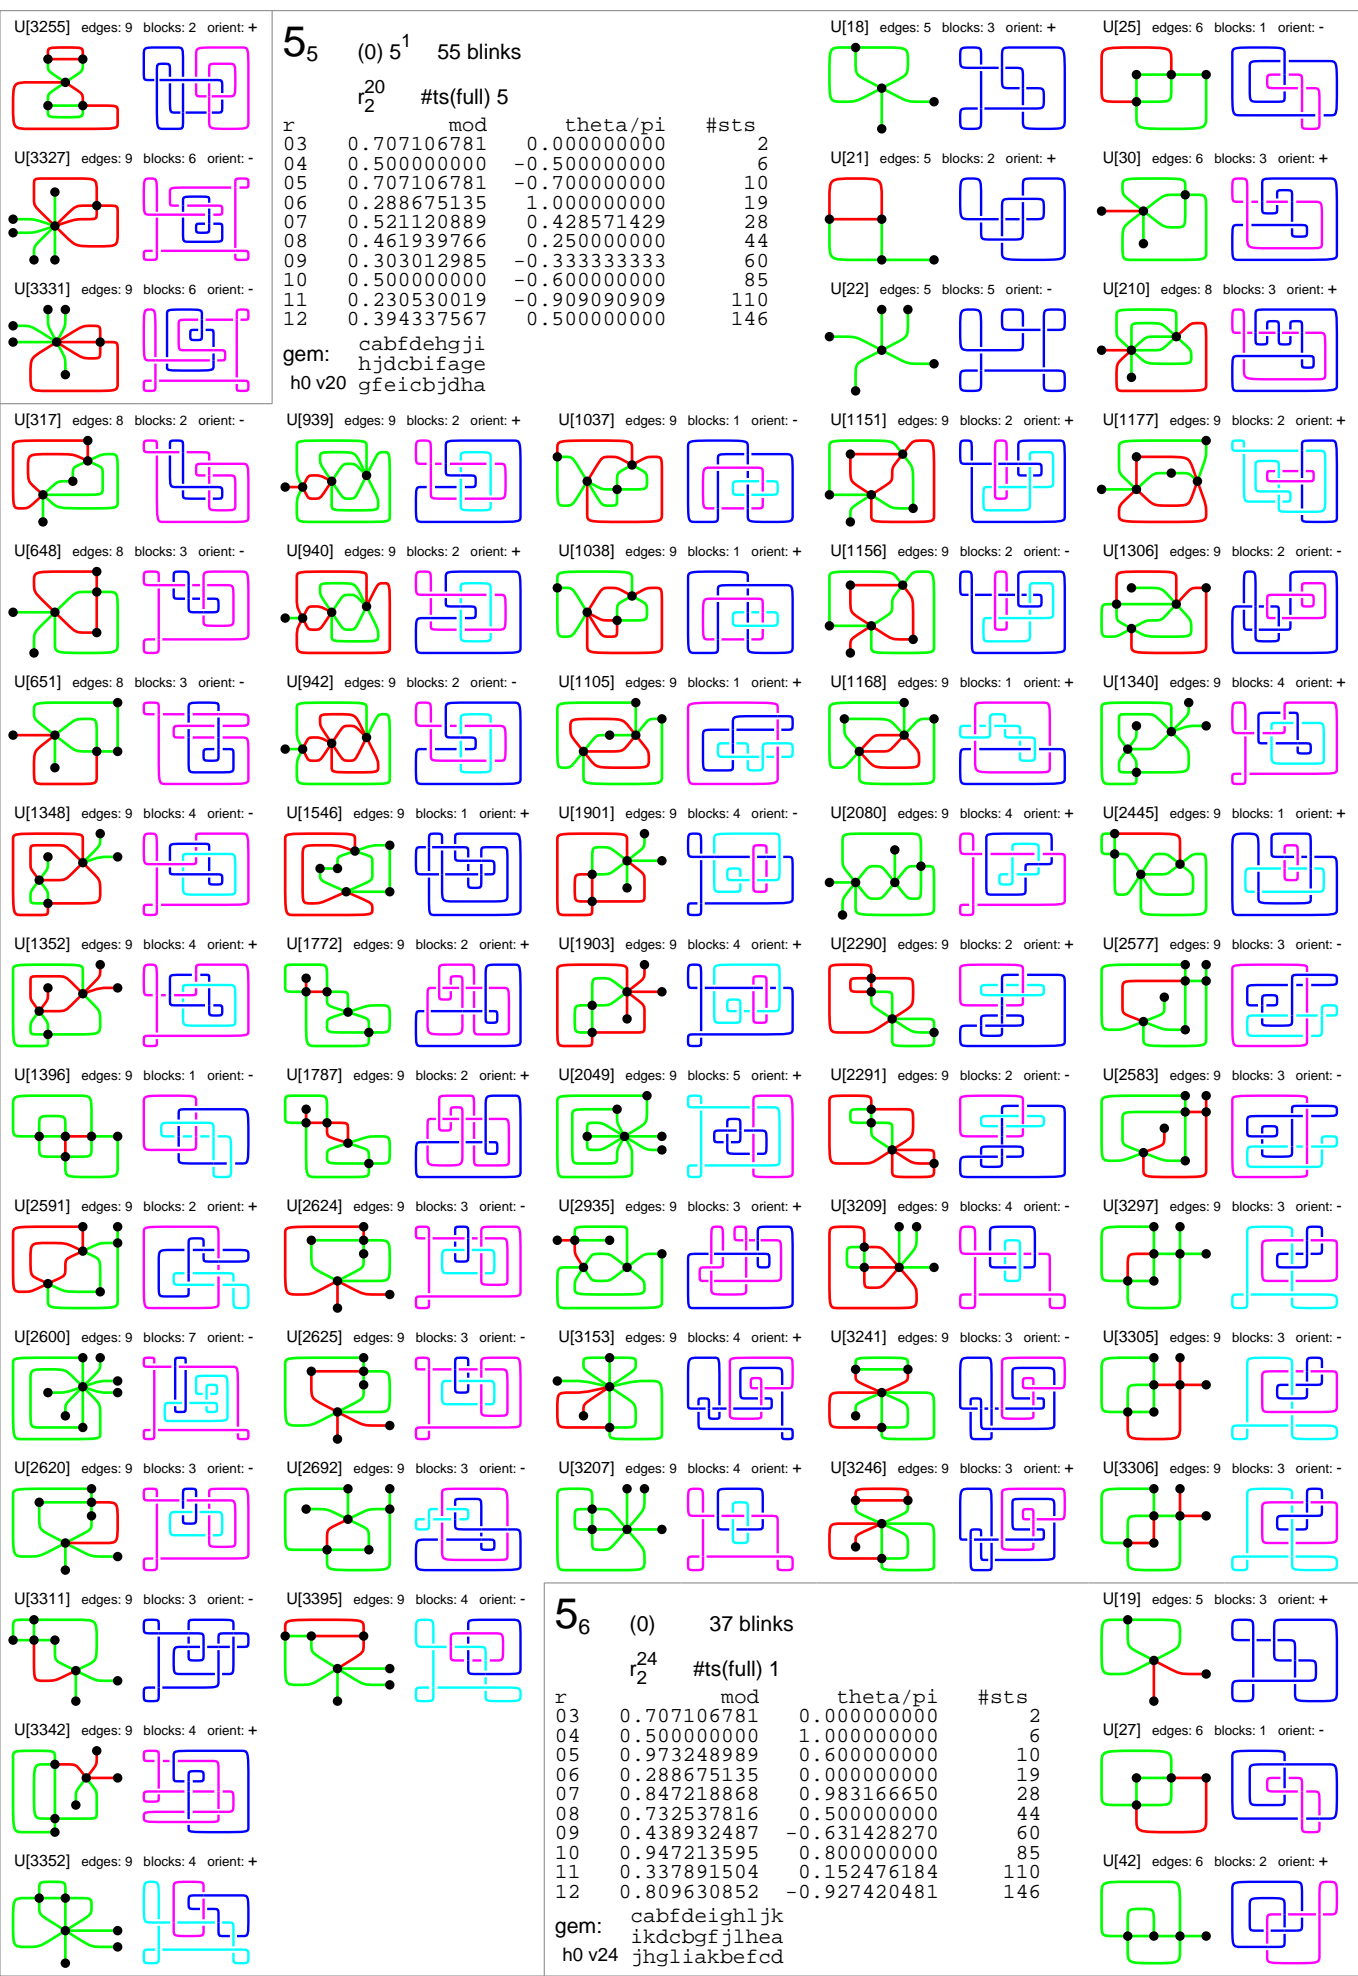 U[3255] edges: 9 blocks: 2 orient: +
U[3327] edges: 9 blocks: 6 orient: -
U[3331] edges: 9 blocks: 6 orient: -
5₅ (0) 5¹ 55 blinks
r₂²⁰ #ts(full) 5
r mod theta/pi #sts
03 0.707106781 0.000000000 2
04 0.500000000 -0.500000000 6
05 0.707106781 -0.700000000 10
06 0.288675135 1.000000000 19
07 0.521120889 0.428571429 28
08 0.461939766 0.250000000 44
09 0.303012985 -0.333333333 60
10 0.500000000 -0.600000000 85
11 0.230530019 -0.909090909 110
12 0.394337567 0.500000000 146
gem: cabfdehgji
hjdcbifage
h0 v20 gfeicbjdha
U[18] edges: 5 blocks: 3 orient: +
U[25] edges: 6 blocks: 1 orient: -
U[21] edges: 5 blocks: 2 orient: +
U[30] edges: 6 blocks: 3 orient: +
U[22] edges: 5 blocks: 5 orient: -
U[210] edges: 8 blocks: 3 orient: +
U[317] edges: 8 blocks: 2 orient: -
U[939] edges: 9 blocks: 2 orient: +
U[1037] edges: 9 blocks: 1 orient: -
U[1151] edges: 9 blocks: 2 orient: +
U[1177] edges: 9 blocks: 2 orient: +
U[648] edges: 8 blocks: 3 orient: -
U[940] edges: 9 blocks: 2 orient: +
U[1038] edges: 9 blocks: 1 orient: +
U[1156] edges: 9 blocks: 2 orient: -
U[1306] edges: 9 blocks: 2 orient: -
U[651] edges: 8 blocks: 3 orient: -
U[942] edges: 9 blocks: 2 orient: -
U[1105] edges: 9 blocks: 1 orient: +
U[1168] edges: 9 blocks: 1 orient: +
U[1340] edges: 9 blocks: 4 orient: +
U[1348] edges: 9 blocks: 4 orient: -
U[1546] edges: 9 blocks: 1 orient: +
U[1901] edges: 9 blocks: 4 orient: -
U[2080] edges: 9 blocks: 4 orient: +
U[2445] edges: 9 blocks: 1 orient: +
U[1352] edges: 9 blocks: 4 orient: +
U[1772] edges: 9 blocks: 2 orient: +
U[1903] edges: 9 blocks: 4 orient: +
U[2290] edges: 9 blocks: 2 orient: +
U[2577] edges: 9 blocks: 3 orient: -
U[1396] edges: 9 blocks: 1 orient: -
U[1787] edges: 9 blocks: 2 orient: +
U[2049] edges: 9 blocks: 5 orient: +
U[2291] edges: 9 blocks: 2 orient: -
U[2583] edges: 9 blocks: 3 orient: -
U[2591] edges: 9 blocks: 2 orient: +
U[2624] edges: 9 blocks: 3 orient: -
U[2935] edges: 9 blocks: 3 orient: +
U[3209] edges: 9 blocks: 4 orient: -
U[3297] edges: 9 blocks: 3 orient: -
U[2600] edges: 9 blocks: 7 orient: -
U[2625] edges: 9 blocks: 3 orient: -
U[3153] edges: 9 blocks: 4 orient: +
U[3241] edges: 9 blocks: 3 orient: -
U[3305] edges: 9 blocks: 3 orient: -
U[2620] edges: 9 blocks: 3 orient: -
U[2692] edges: 9 blocks: 3 orient: -
U[3207] edges: 9 blocks: 4 orient: +
U[3246] edges: 9 blocks: 3 orient: +
U[3306] edges: 9 blocks: 3 orient: -
U[3311] edges: 9 blocks: 3 orient: -
U[3395] edges: 9 blocks: 4 orient: -
U[3342] edges: 9 blocks: 4 orient: +
U[3352] edges: 9 blocks: 4 orient: +
5₆ (0) 37 blinks
r₂²⁴ #ts(full) 1
r mod theta/pi #sts
03 0.707106781 0.000000000 2
04 0.500000000 1.000000000 6
05 0.973248989 0.600000000 10
06 0.288675135 0.000000000 19
07 0.847218868 0.983166650 28
08 0.732537816 0.500000000 44
09 0.438932487 -0.631428270 60
10 0.947213595 0.800000000 85
11 0.337891504 0.152476184 110
12 0.809630852 -0.927420481 146
gem: cabfdeighljk
ikdcbgfjlhea
h0 v24 jhgliakbefcd
U[19] edges: 5 blocks: 3 orient: +
U[27] edges: 6 blocks: 1 orient: -
U[42] edges: 6 blocks: 2 orient: +